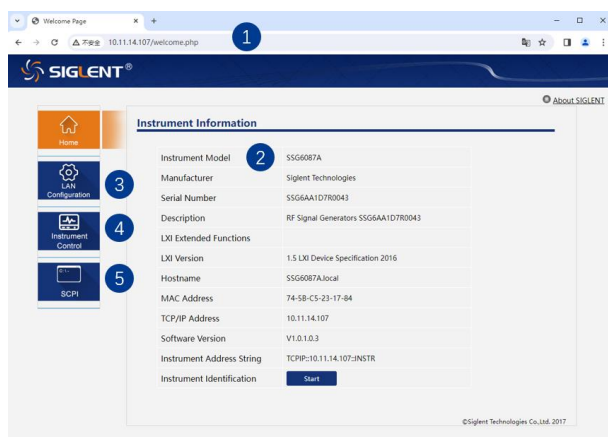 Welcome Page
不安全 10.11.14.107/welcome.php
1
SIGLENT®
About SIGLENT
Home
Instrument Information
Instrument Model 2 SSG6087A
Manufacturer Siglent Technologies
3
LAN Configuration
Serial Number SSG6AA1D7R0043
Description RF Signal Generators SSG6AA1D7R0043
4
Instrument Control
LXI Extended Functions
LXI Version 1.5 LXI Device Specification 2016
5
SCPI
Hostname SSG6087A.local
MAC Address 74-5B-C5-23-17-84
TCP/IP Address 10.11.14.107
Software Version V1.0.1.0.3
Instrument Address String TCPIP::10.11.14.107::INSTR
Instrument Identification Start
©Siglent Technologies Co.,Ltd. 2017